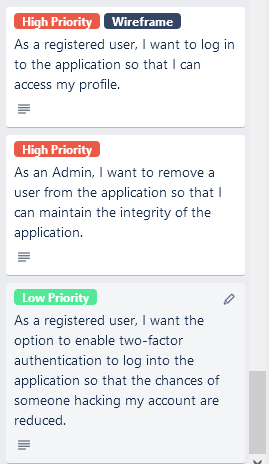 High Priority Wireframe
As a registered user, I want to log in
to the application so that I can
access my profile.
High Priority
As an Admin, I want to remove a
user from the application so that I
can maintain the integrity of the
application.
Low Priority
As a registered user, I want the
option to enable two-factor
authentication to log into the
application so that the chances of
someone hacking my account are
reduced.